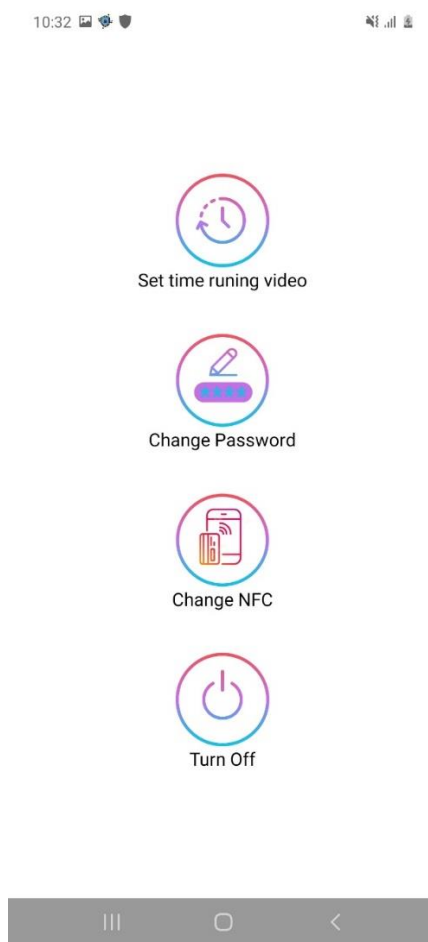 10:32
Set time runing video
Change Password
Change NFC
Turn Off